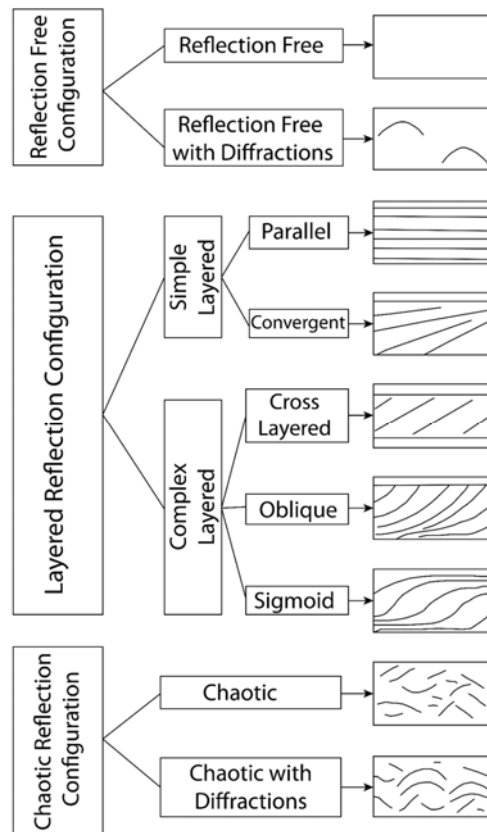 Reflection Free
Configuration
Reflection Free
Reflection Free
with Diffractions
Layered Reflection Configuration
Simple
Layered
Parallel
Convergent
Complex
Layered
Cross
Layered
Oblique
Sigmoid
Chaotic Reflection
Configuration
Chaotic
Chaotic with
Diffractions